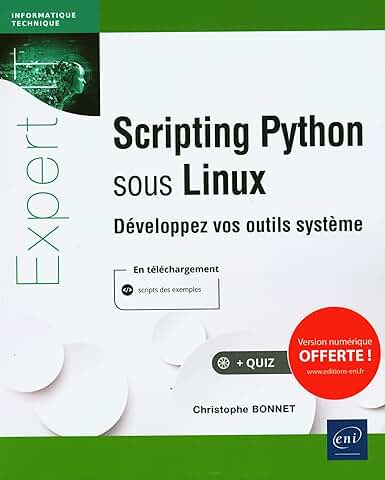 INFORMATIQUE
TECHNIQUE
Expert IT
Scripting Python
sous Linux
Développez vos outils système
En téléchargement
</> scripts des exemples
+ QUIZ
Version numérique
OFFERTE !
www.editions-eni.fr
Christophe BONNET
eni